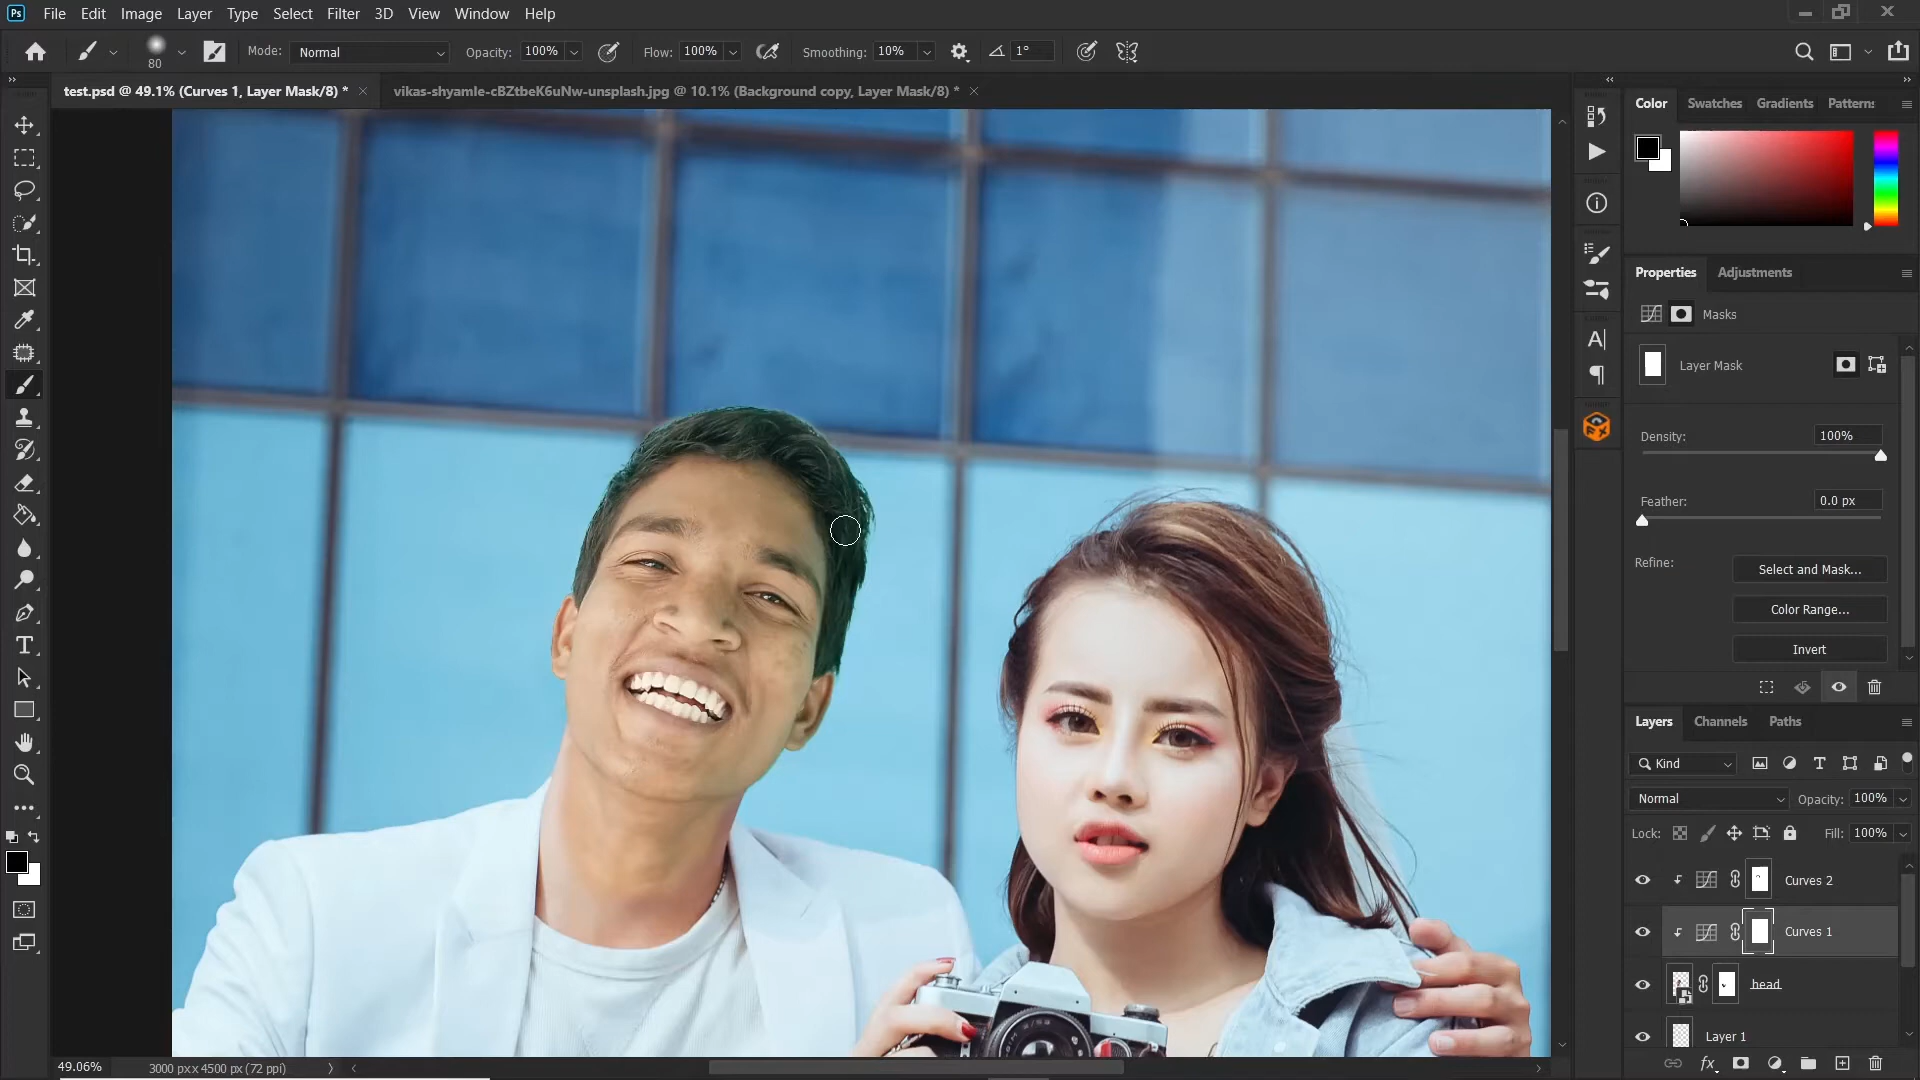 Ps File Edit Image Layer Type Select Filter 3D View Window Help
80 Mode: Normal Opacity: 100% Flow: 100% Smoothing: 10% 1°
test.psd @ 49.1% (Curves 1, Layer Mask/8) * vikas-shyamle-cBZtbeK6uNw-unsplash.jpg @ 10.1% (Background copy, Layer Mask/8) *
Color Swatches Gradients Patterns
Properties Adjustments
Masks
Layer Mask
Density: 100%
Feather: 0.0 px
Refine: Select and Mask...
Color Range...
Invert
Layers Channels Paths
Kind
Normal Opacity: 100%
Lock: Fill: 100%
Curves 2
Curves 1
head
Layer 1
49.06% 3000 px x 4500 px (72 ppi)